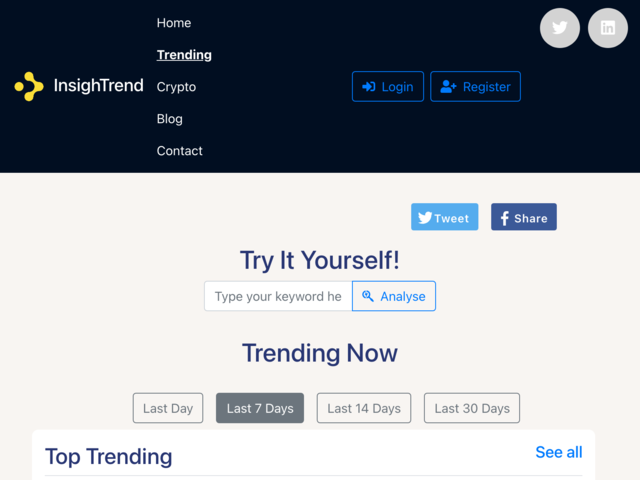 Home
Trending
InsighTrend
Crypto
Login
Register
Blog
Contact
Tweet
Share
Try It Yourself!
Type your keyword he
Analyse
Trending Now
Last Day
Last 7 Days
Last 14 Days
Last 30 Days
Top Trending
See all